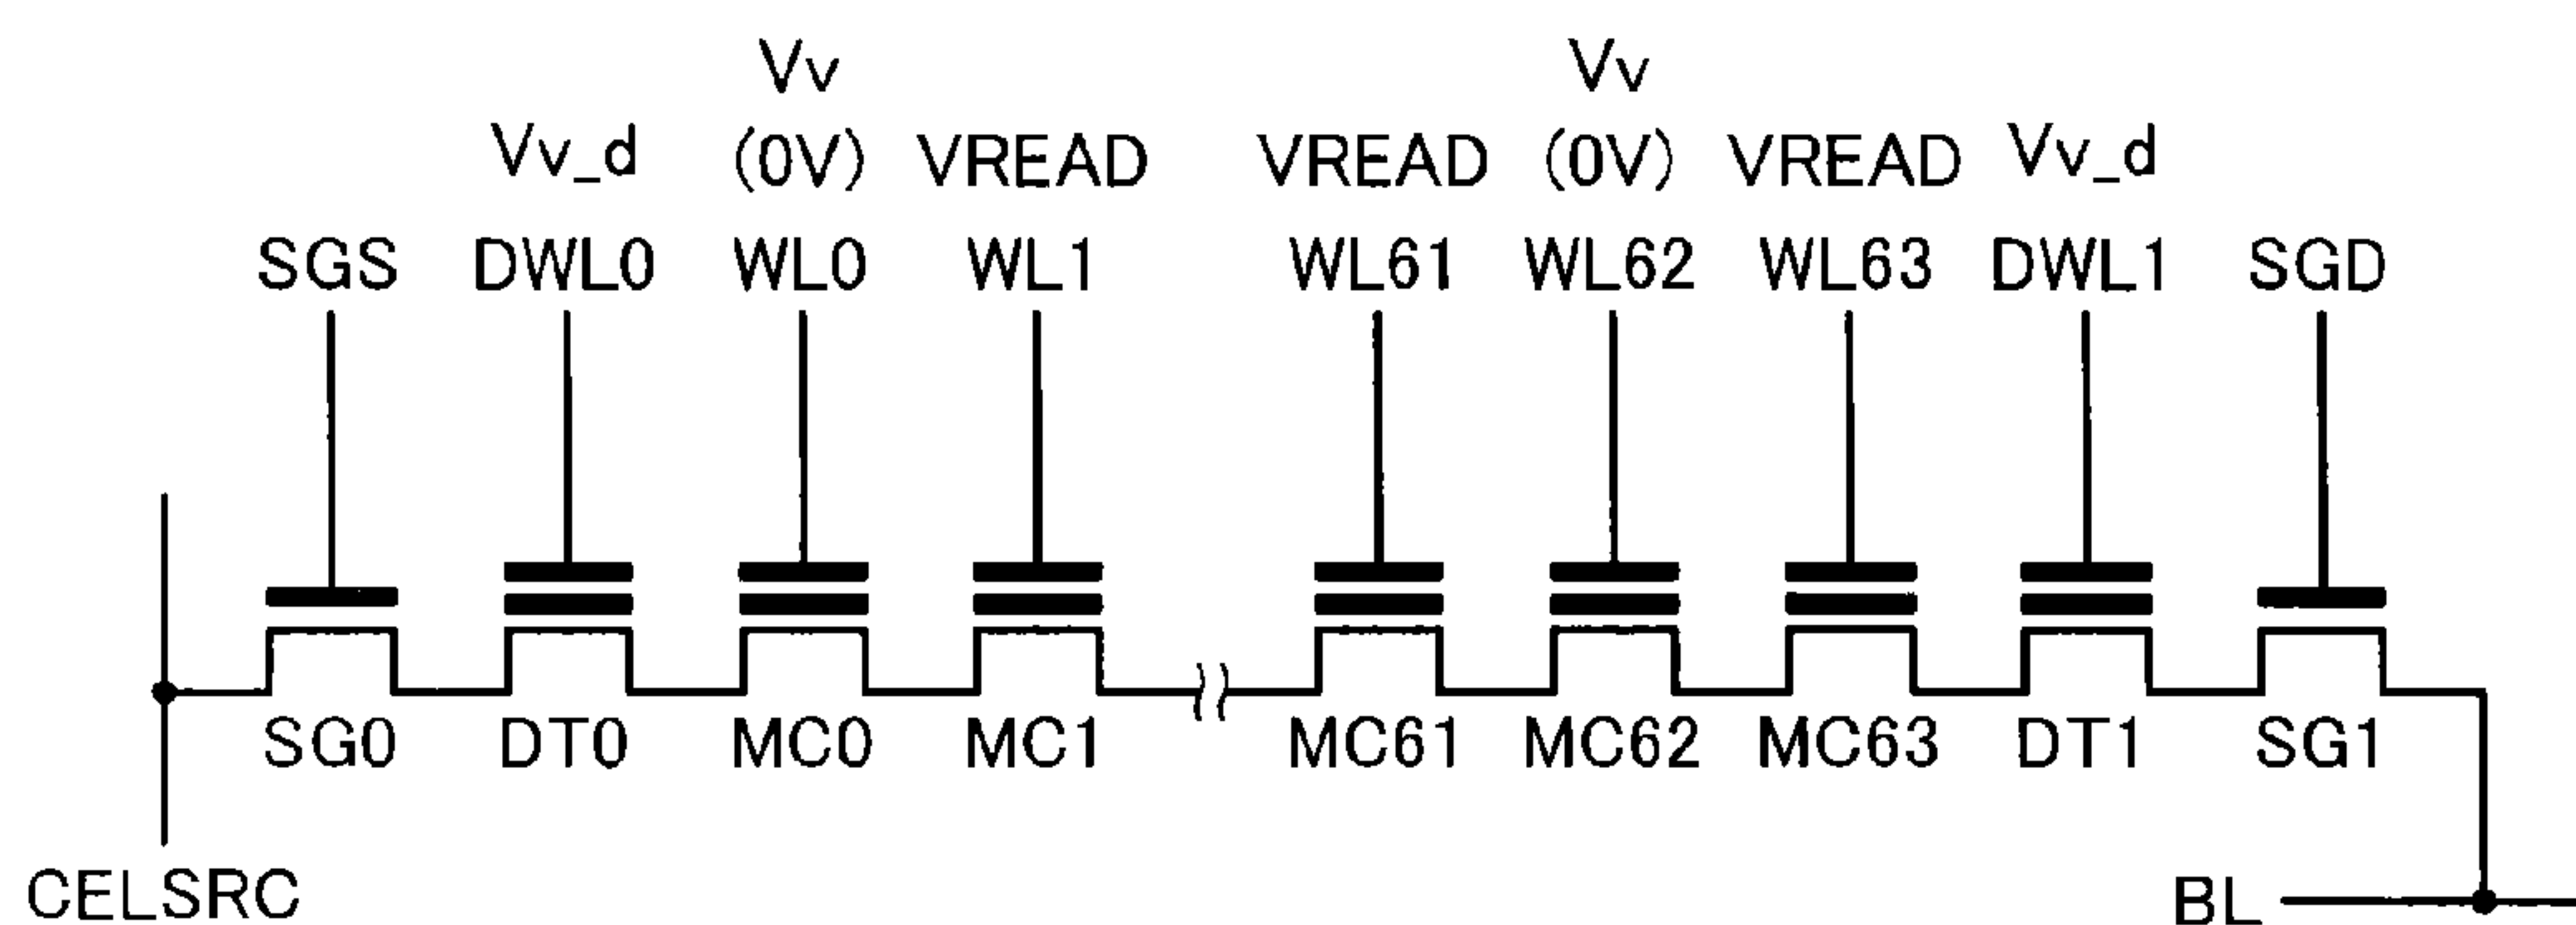 Vv Vv
Vv_d (0V) VREAD VREAD (0V) VREAD Vv_d
SGS DWL0 WL0 WL1 WL61 WL62 WL63 DWL1 SGD
SG0 DT0 MC0 MC1 MC61 MC62 MC63 DT1 SG1
CELSRC BL